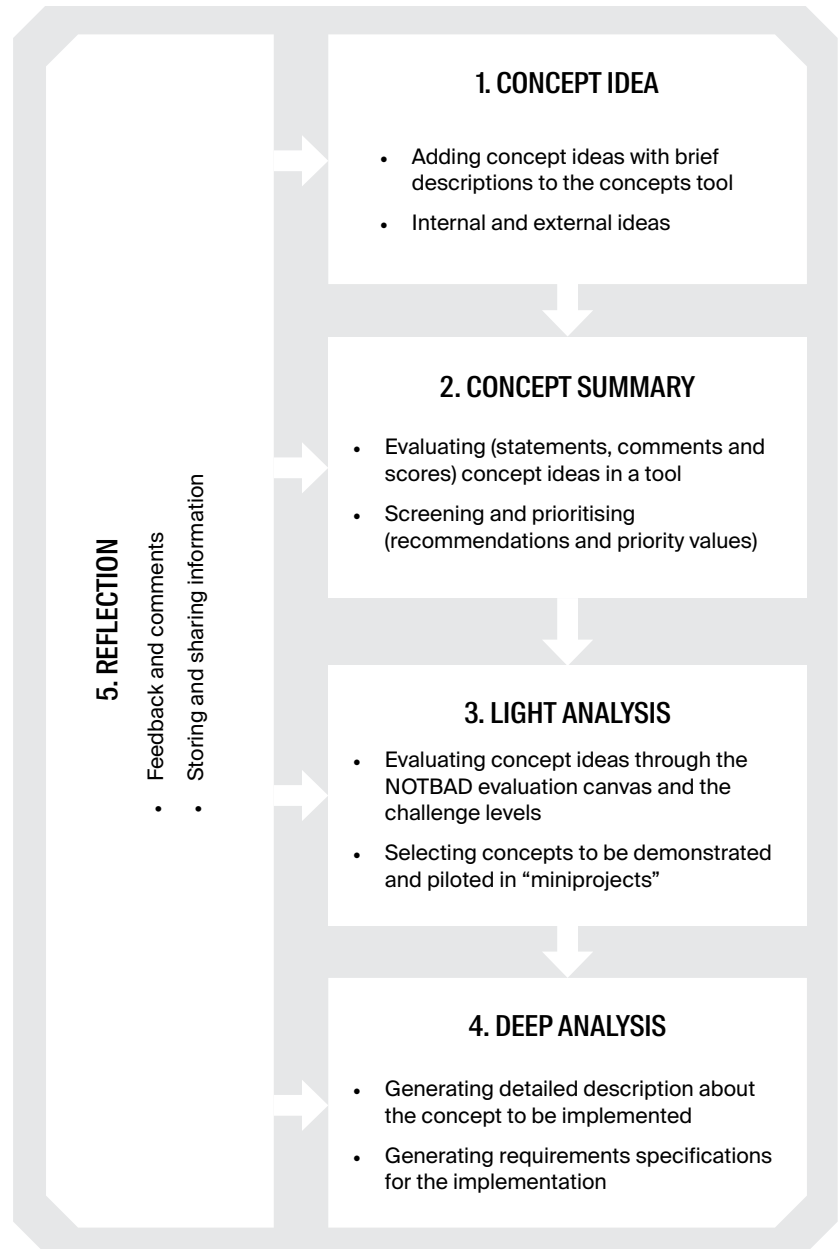 1. CONCEPT IDEA
• Adding concept ideas with brief
descriptions to the concepts tool
• Internal and external ideas
2. CONCEPT SUMMARY
• Evaluating (statements, comments and
scores) concept ideas in a tool
• Screening and prioritising
(recommendations and priority values)
3. LIGHT ANALYSIS
• Evaluating concept ideas through the
NOTBAD evaluation canvas and the
challenge levels
• Selecting concepts to be demonstrated
and piloted in “miniprojects”
4. DEEP ANALYSIS
• Generating detailed description about
the concept to be implemented
• Generating requirements specifications
for the implementation
5. REFLECTION
• Feedback and comments
• Storing and sharing information